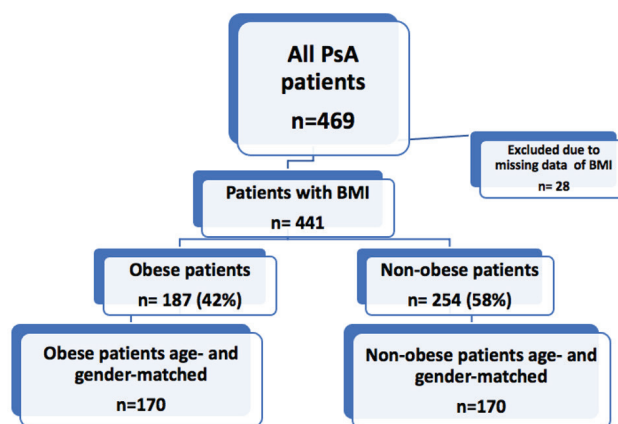 All PsA
patients
n=469
Excluded due to
missing data of BMI
n= 28
Patients with BMI
n= 441
Obese patients
n= 187 (42%)
Non-obese patients
n= 254 (58%)
Obese patients age- and
gender-matched
n=170
Non-obese patients age- and
gender-matched
n=170